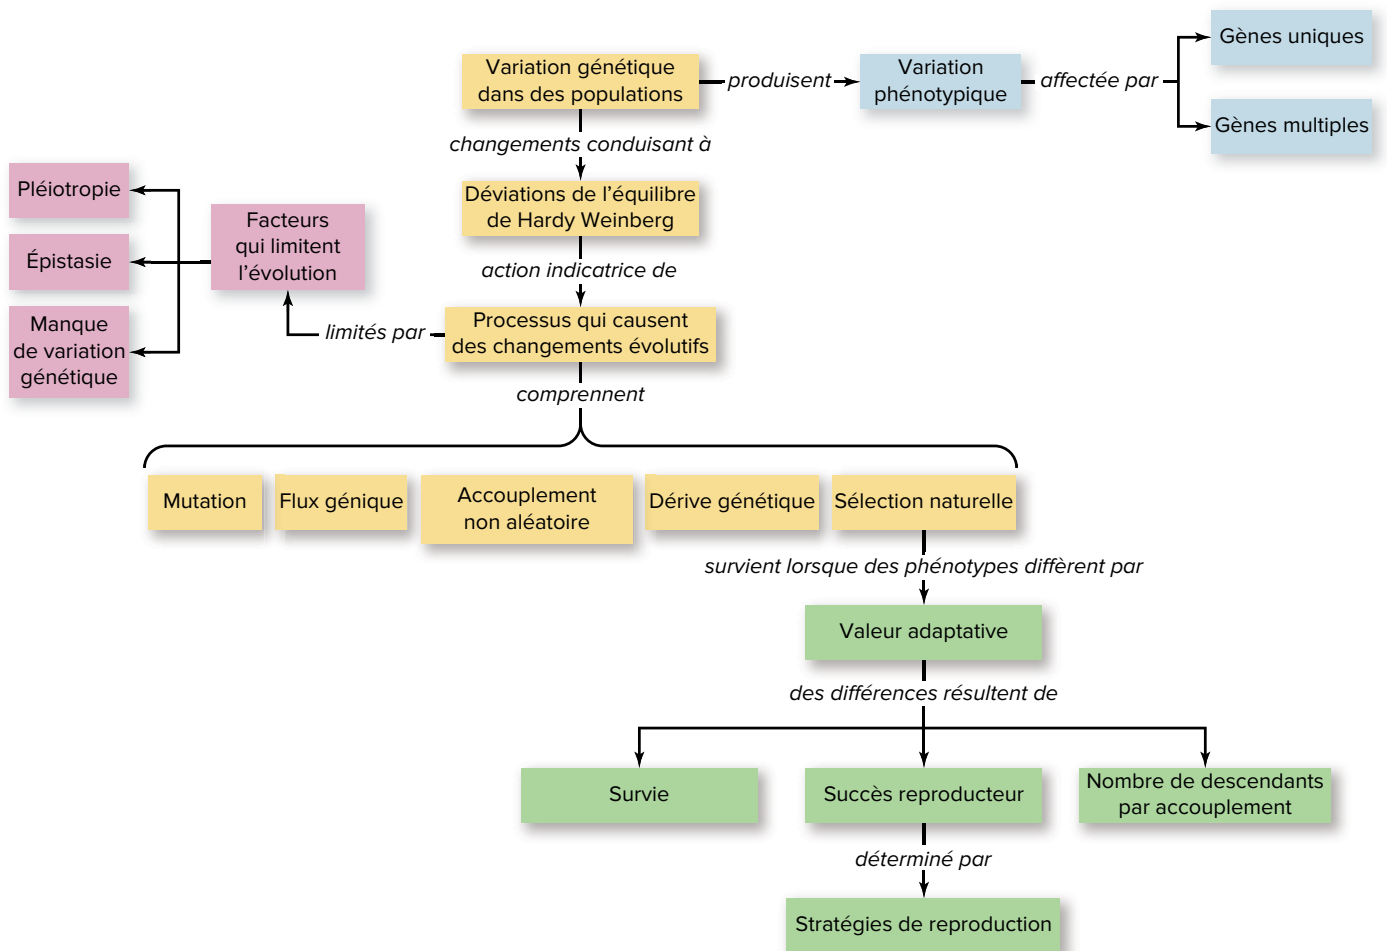 Variation génétique
dans des populations
produisent
Variation
phénotypique
affectée par
Gènes uniques
Gènes multiples
changements conduisant à
Déviations de l'équilibre
de Hardy Weinberg
action indicatrice de
Processus qui causent
des changements évolutifs
limités par
Facteurs
qui limitent
l'évolution
Pléiotropie
Épistasie
Manque
de variation
génétique
comprennent
Mutation
Flux génique
Accouplement
non aléatoire
Dérive génétique
Sélection naturelle
survient lorsque des phénotypes diffèrent par
Valeur adaptative
des différences résultent de
Survie
Succès reproducteur
Nombre de descendants
par accouplement
déterminé par
Stratégies de reproduction